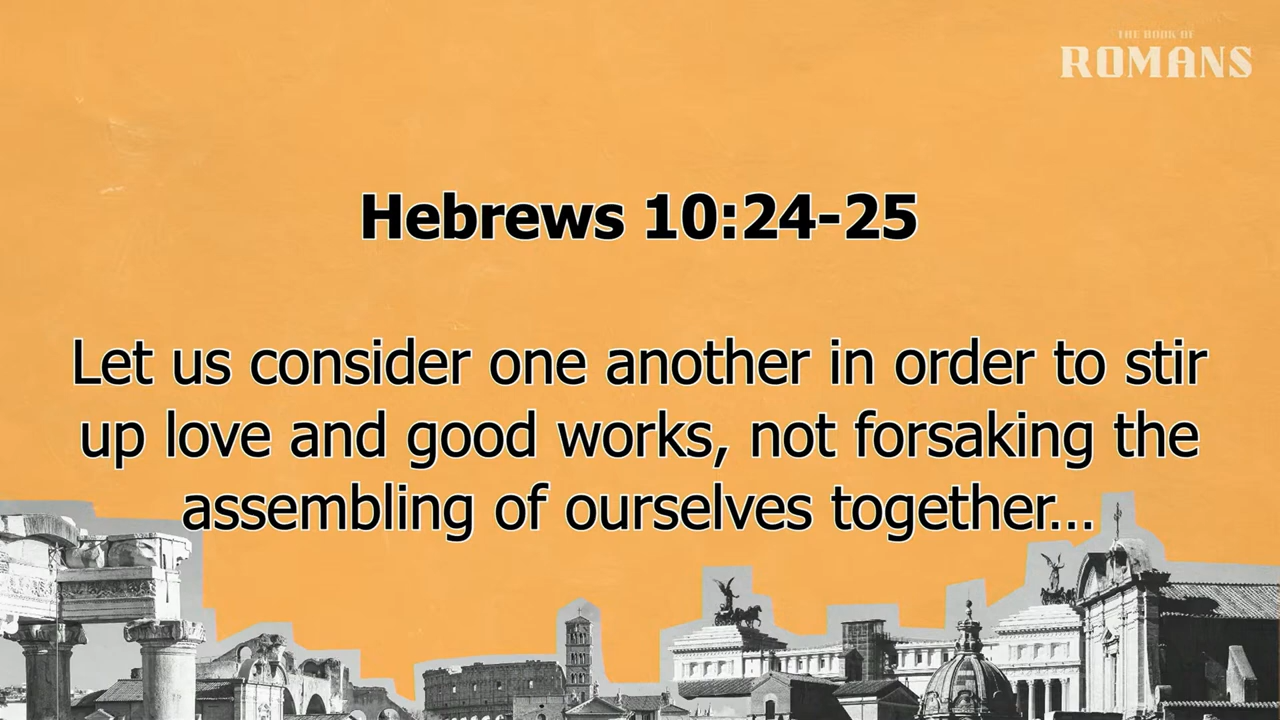 THE BOOK OF
ROMANS
Hebrews 10:24-25
Let us consider one another in order to stir
up love and good works, not forsaking the
assembling of ourselves together...